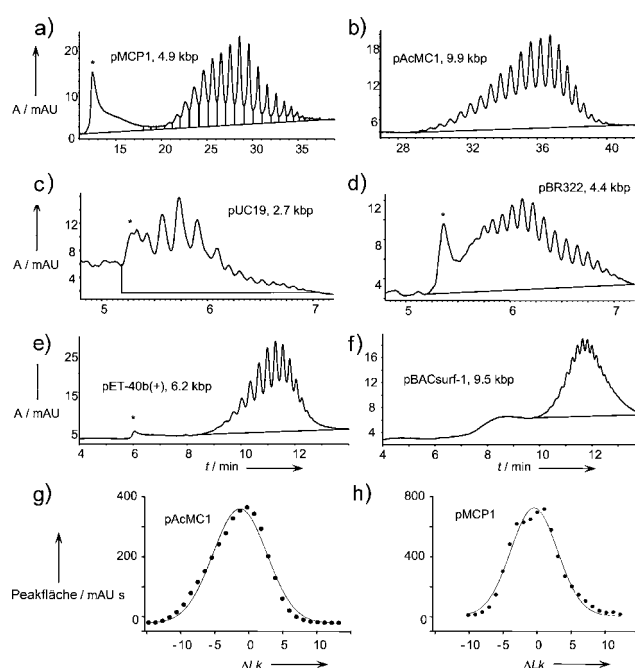 a)
pMCP1, 4.9 kbp
*
A / mAU
20
10
0
15 20 25 30 35
b)
pAcMC1, 9.9 kbp
18
12
6
28 32 36 40
c)
pUC19, 2.7 kbp
*
A / mAU
12
8
4
5 6 7
d)
pBR322, 4.4 kbp
*
12
8
4
5 6 7
e)
pET-40b(+), 6.2 kbp
*
A / mAU
25
15
5
4 6 8 10 12
t / min
f)
pBACsurf-1, 9.5 kbp
16
12
8
4
4 6 8 10 12
t / min
g)
pAcMC1
Peakfläche / mAU s
400
200
0
-10 -5 0 5 10
ΔLk
h)
pMCP1
800
400
0
-10 -5 0 5 10
ΔLk